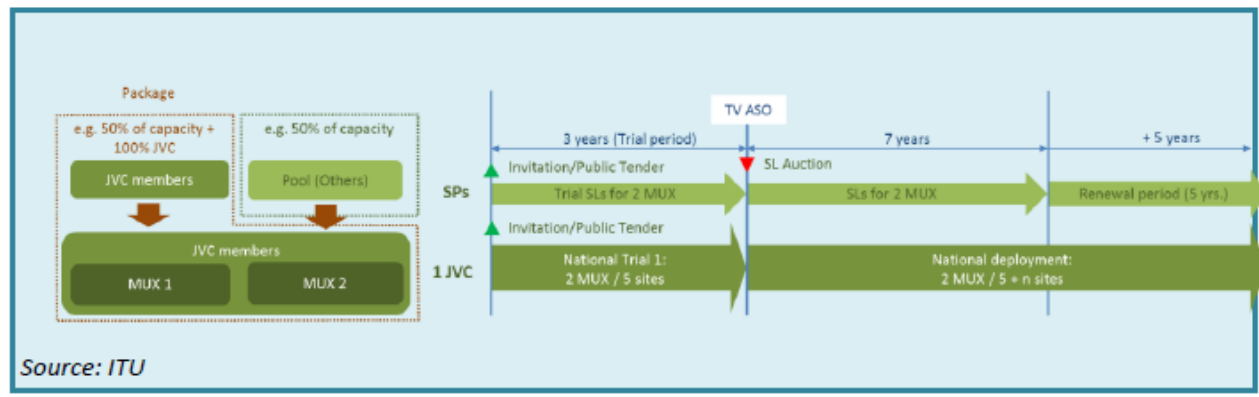 Package
e.g. 50% of capacity +
100% JVC
e.g. 50% of capacity
JVC members
Pool (Others)
JVC members
MUX 1
MUX 2
TV ASO
3 years (Trial period)
7 years
+ 5 years
Invitation/Public Tender
SL Auction
SPs
Trial SLs for 2 MUX
SLs for 2 MUX
Renewal period (5 yrs.)
Invitation/Public Tender
1 JVC
National Trial 1:
2 MUX / 5 sites
National deployment:
2 MUX / 5 + n sites
Source: ITU